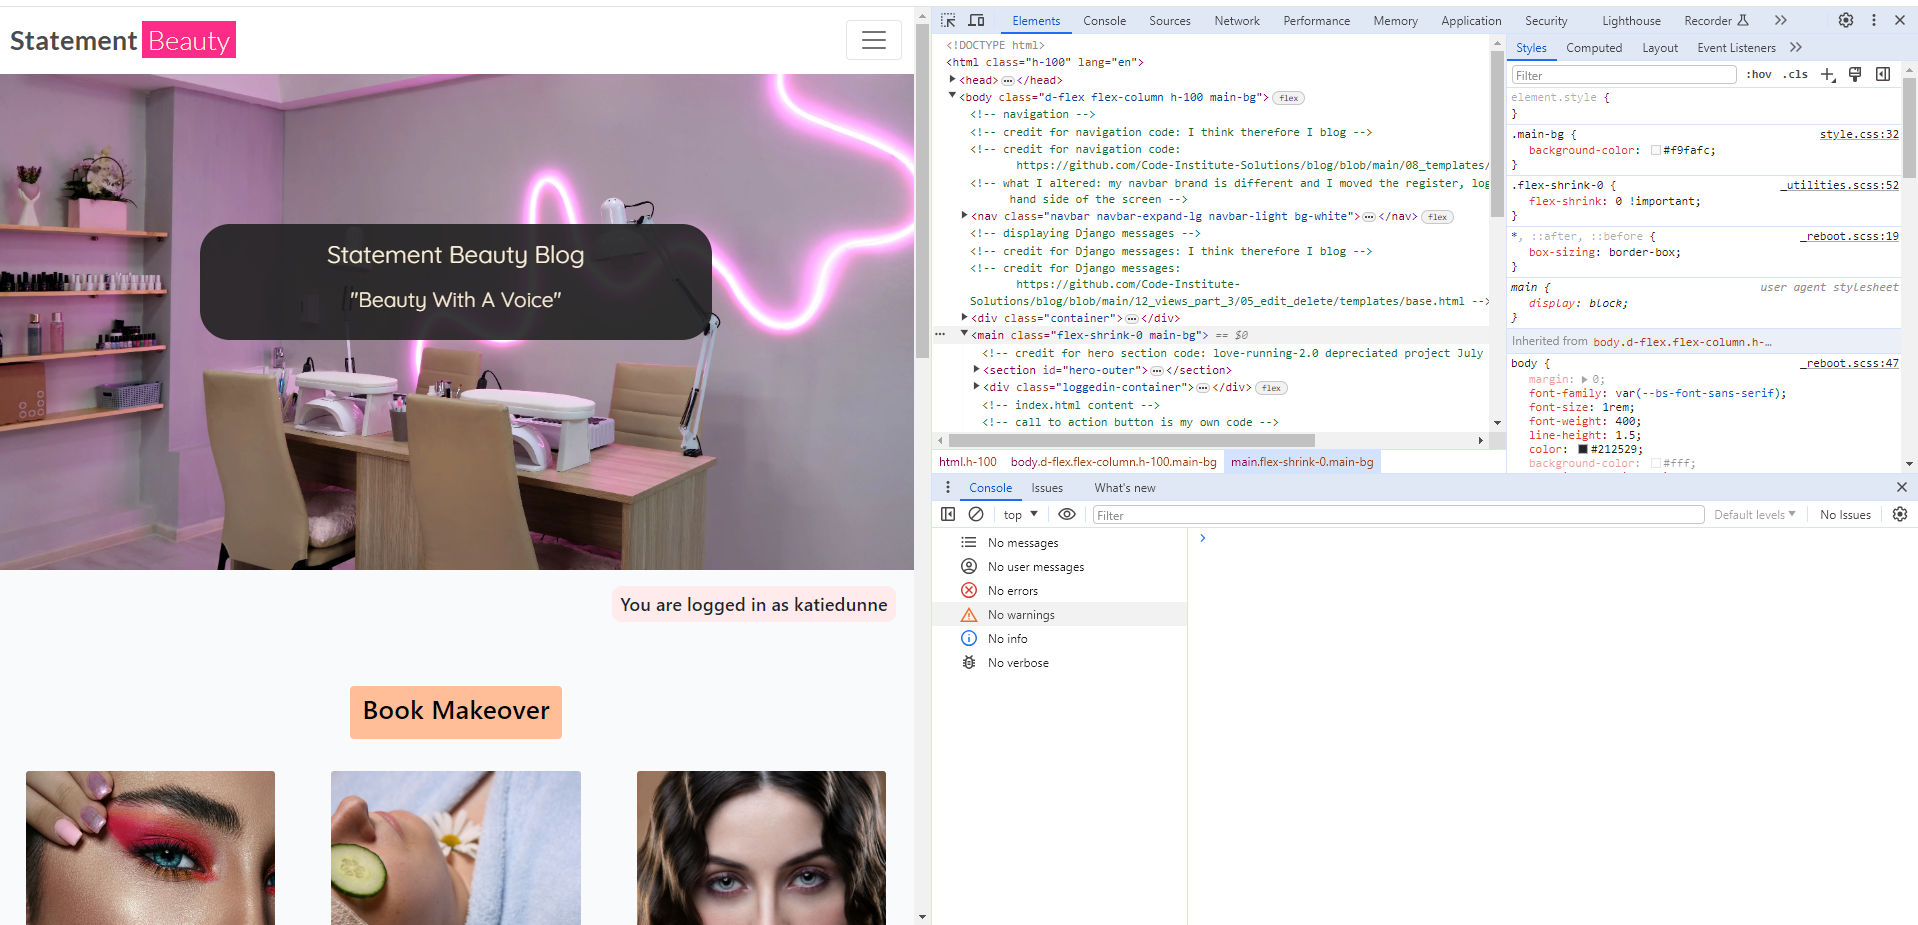 Statement Beauty
Statement Beauty Blog
"Beauty With A Voice"
You are logged in as katiedunne
Book Makeover
Elements Console Sources Network Performance Memory Application Security Lighthouse Recorder
<!DOCTYPE html>
<html class="h-100" lang="en">
<head>…</head>
<body class="d-flex flex-column h-100 main-bg"> flex
<!-- navigation -->
<!-- credit for navigation code: I think therefore I blog -->
<!-- credit for navigation code:
https://github.com/Code-Institute-Solutions/blog/blob/main/08_templates/
<!-- what I altered: my navbar brand is different and I moved the register, log
hand side of the screen -->
<nav class="navbar navbar-expand-lg navbar-light bg-white">…</nav> flex
<!-- displaying Django messages -->
<!-- credit for Django messages: I think therefore I blog -->
<!-- credit for Django messages:
https://github.com/Code-Institute-
Solutions/blog/blob/main/12_views_part_3/05_edit_delete/templates/base.html -->
<div class="container">…</div>
<main class="flex-shrink-0 main-bg"> == $0
<!-- credit for hero section code: love-running-2.0 depreciated project July
<section id="hero-outer">…</section>
<div class="loggedin-container">…</div> flex
<!-- index.html content -->
<!-- call to action button is my own code -->
html.h-100 body.d-flex.flex-column.h-100.main-bg main.flex-shrink-0.main-bg
Styles Computed Layout Event Listeners
Filter :hov .cls
element.style {
}
.main-bg { style.css:32
background-color: #f9fafc;
}
.flex-shrink-0 { _utilities.scss:52
flex-shrink: 0 !important;
}
*, ::after, ::before { _reboot.scss:19
box-sizing: border-box;
}
main { user agent stylesheet
display: block;
}
Inherited from body.d-flex.flex-column.h-…
body { _reboot.scss:47
margin: 0;
font-family: var(--bs-font-sans-serif);
font-size: 1rem;
font-weight: 400;
line-height: 1.5;
color: #212529;
background-color: #fff;
Console Issues What's new
top Filter Default levels No Issues
No messages
No user messages
No errors
No warnings
No info
No verbose